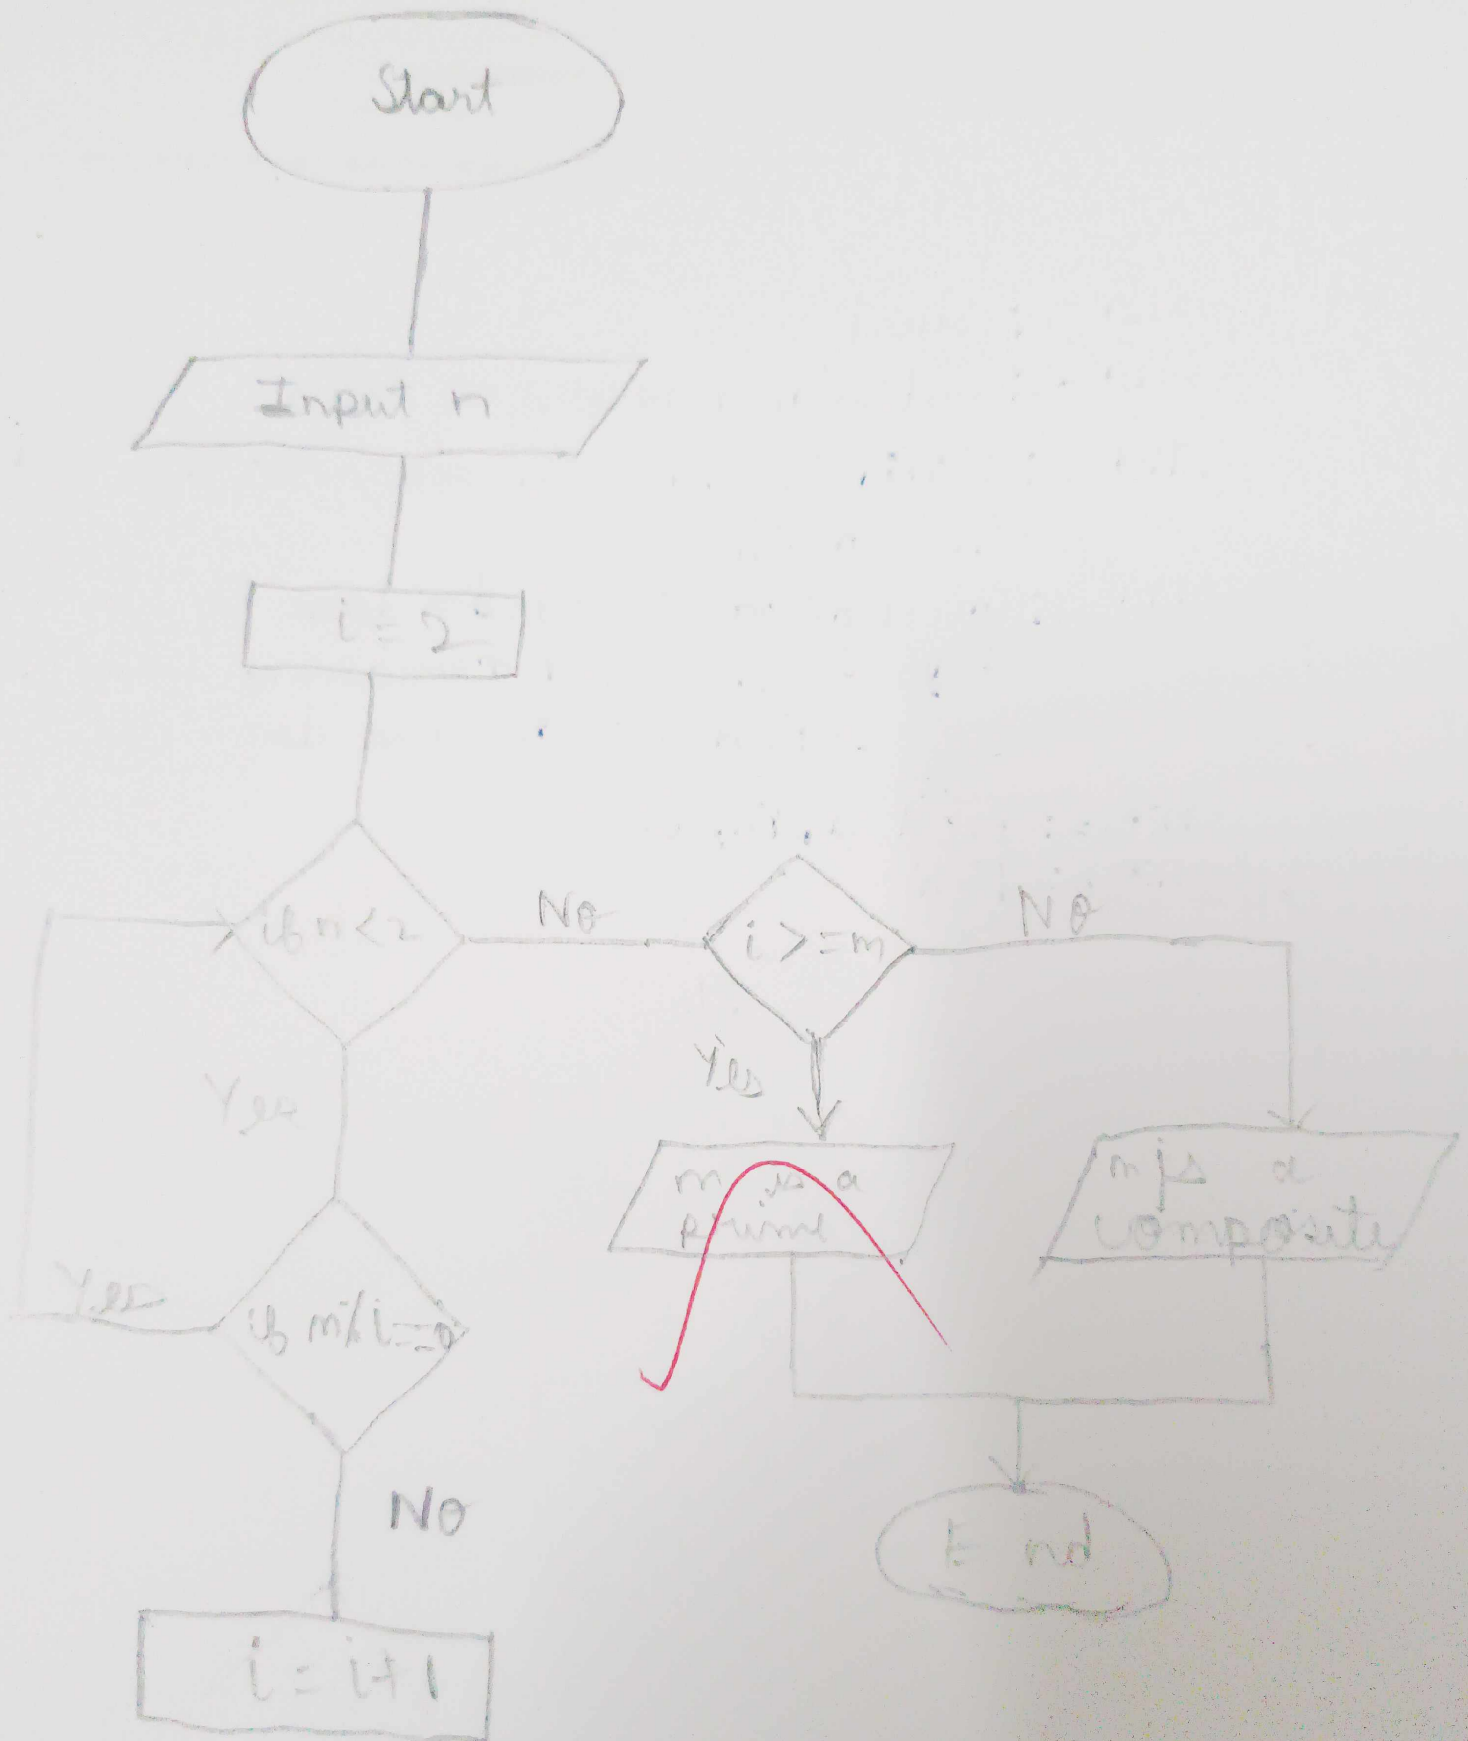 Start
Input n
i = 2
if n < 2
No
i >= n
No
Yes
Yes
n is a
prime
n is a
composite
Yes
if n % i == 0
No
End
i = i+1